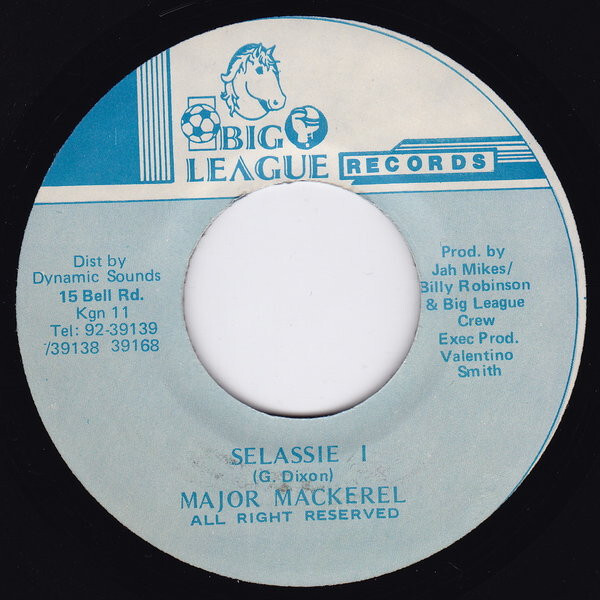 BIG
LEAGUE
RECORDS
Dist by
Dynamic Sounds
15 Bell Rd.
Kgn 11
Tel: 92-39139
/39138 39168
Prod. by
Jah Mikes/
Billy Robinson
& Big League
Crew
Exec Prod.
Valentino
Smith
SELASSIE I
(G. Dixon)
MAJOR MACKEREL
ALL RIGHT RESERVED